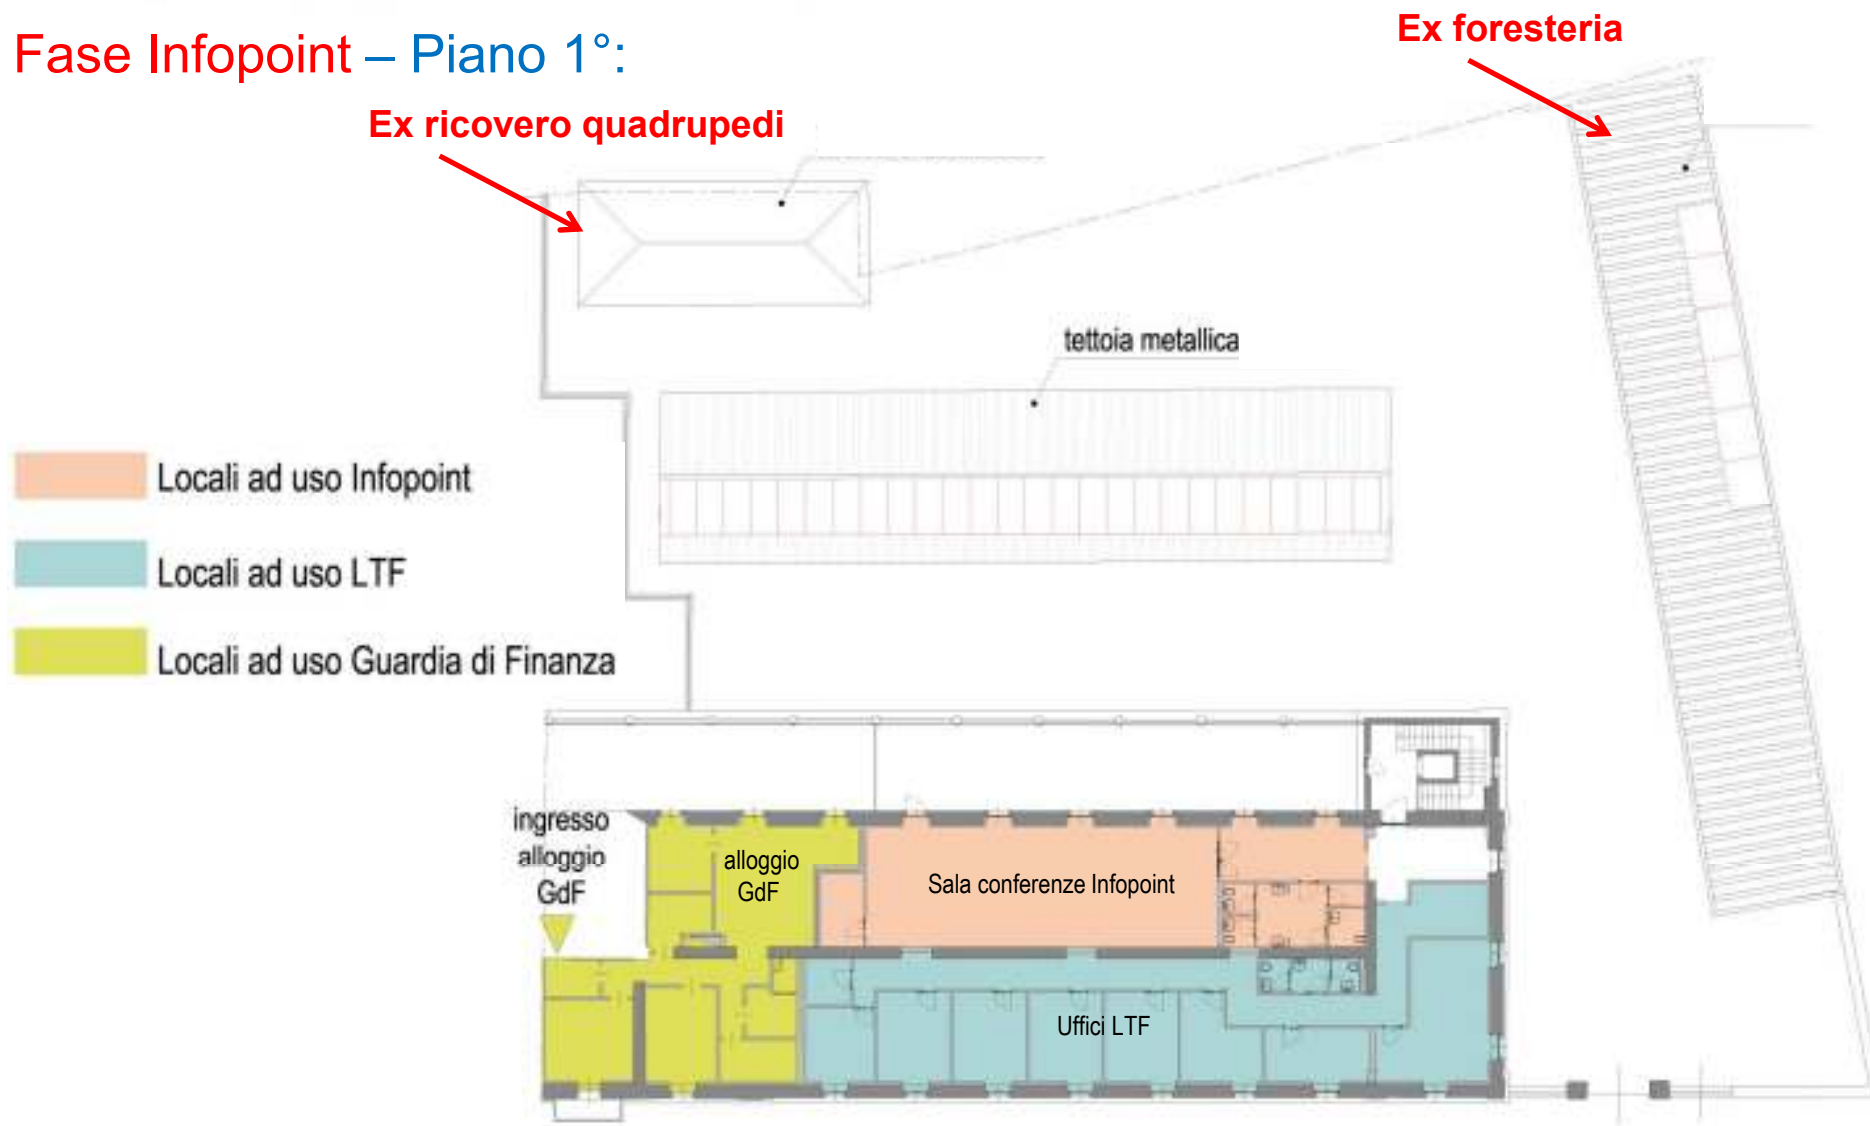 Ex foresteria
Fase Infopoint – Piano 1°:
Ex ricovero quadrupedi
tettoia metallica
Locali ad uso Infopoint
Locali ad uso LTF
Locali ad uso Guardia di Finanza
ingresso
alloggio
GdF
alloggio
GdF
Sala conferenze Infopoint
Uffici LTF